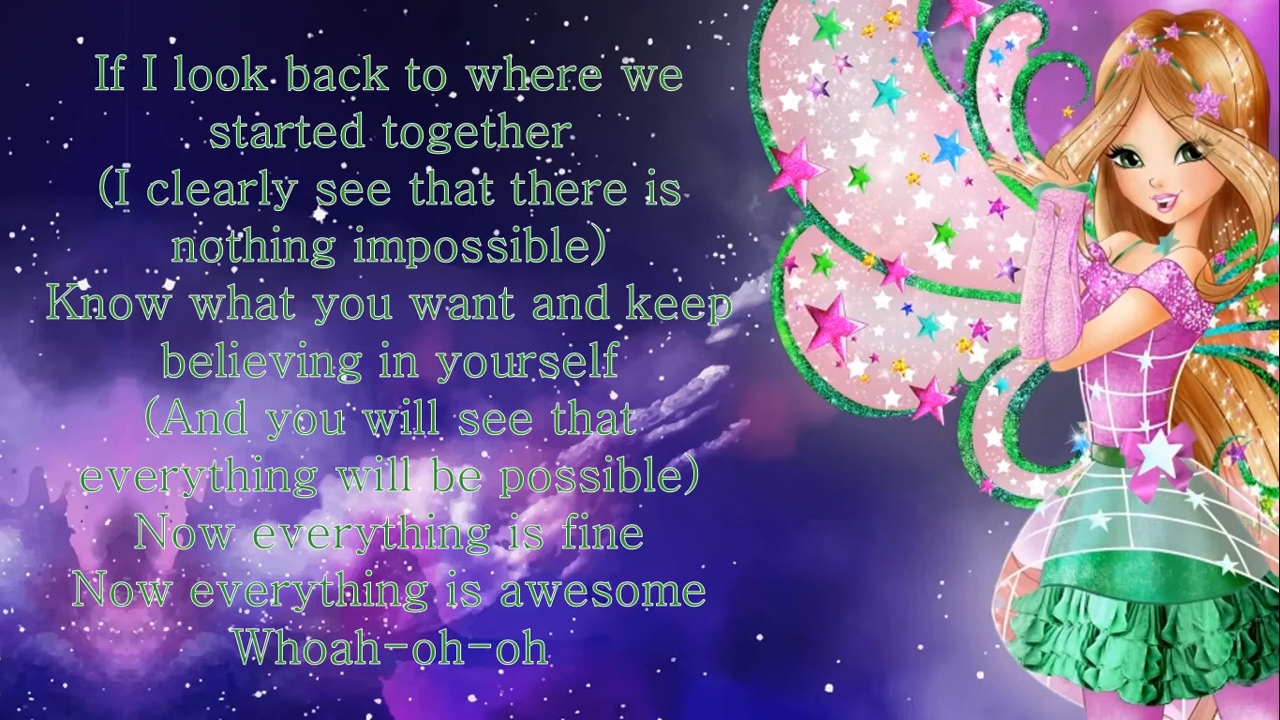 If I look back to where we
started together
(I clearly see that there is
nothing impossible)
Know what you want and keep
believing in yourself
(And you will see that
everything will be possible)
Now everything is fine
Now everything is awesome
Whoah-oh-oh